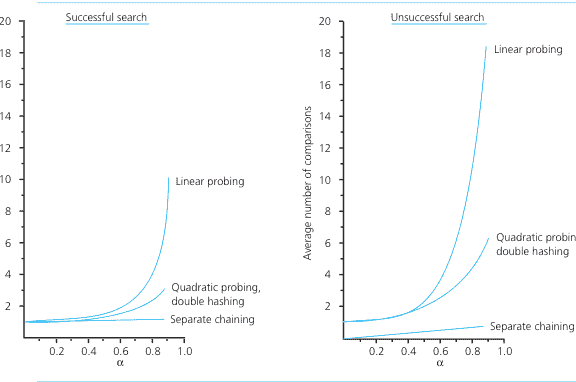 Successful search
20
18
16
14
12
10
8
6
4
2
0.2 0.4 0.6 0.8 1.0
α
Linear probing
Quadratic probing,
double hashing
Separate chaining
Unsuccessful search
Average number of comparisons
20
18
16
14
12
10
8
6
4
2
0.2 0.4 0.6 0.8 1.0
α
Linear probing
Quadratic probin
double hashing
Separate chaining